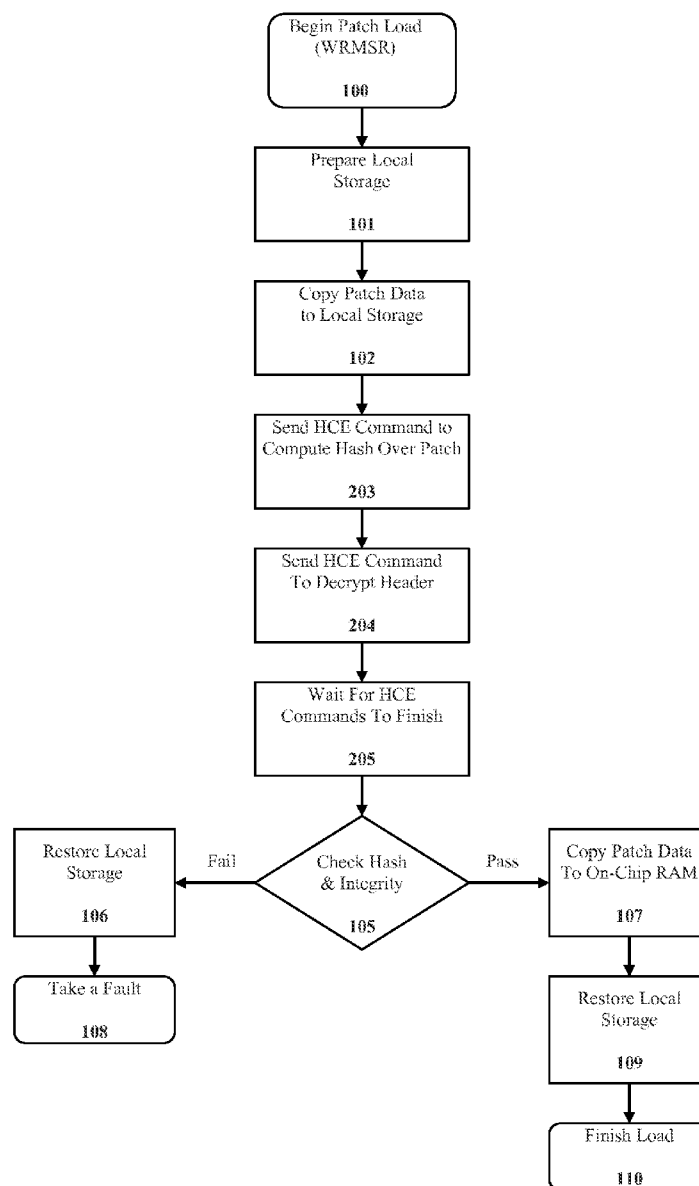 Begin Patch Load
(WRMSR)
100
Prepare Local
Storage
101
Copy Patch Data
to Local Storage
102
Send HCE Command to
Compute Hash Over Patch
203
Send HCE Command
To Decrypt Header
204
Wait For HCE
Commands To Finish
205
Check Hash
& Integrity
105
Fail
Pass
Restore Local
Storage
106
Take a Fault
108
Copy Patch Data
To On-Chip RAM
107
Restore Local
Storage
109
Finish Load
110